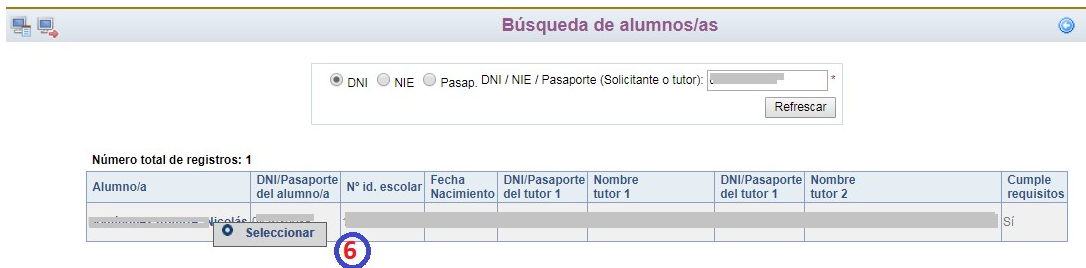 Búsqueda de alumnos/as
DNI NIE Pasap. DNI / NIE / Pasaporte (Solicitante o tutor): *
Refrescar
Número total de registros: 1
Alumno/a DNI/Pasaporte del alumno/a Nº id. escolar Fecha Nacimiento DNI/Pasaporte del tutor 1 Nombre tutor 1 DNI/Pasaporte del tutor 1 Nombre tutor 2 Cumple requisitos
Nicolás Sí
Seleccionar
6